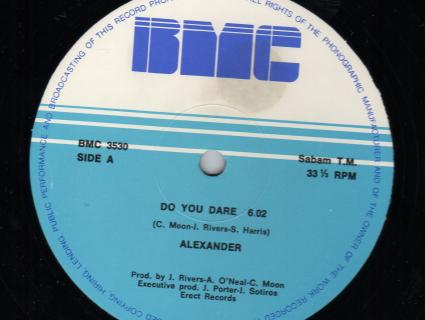 PUBLIC PERFORMANCE AND BROADCASTING OF THIS RECORD PROHIB
ALL RIGHTS OF THE PHONOGRAPHIC MANUFACTURER AND OF THE OWNER OF THE WORK RECORDED
COPYING, HIRING, LENDING,
BMC
BMC 3530
SIDE A
Sabam T.M.
33 ⅓ RPM
DO YOU DARE 6.02
(C. Moon-J. Rivers-S. Harris)
ALEXANDER
Prod. by J. Rivers-A. O'Neal-C. Moon
Executive prod. J. Porter-J. Sotiros
Erect Records